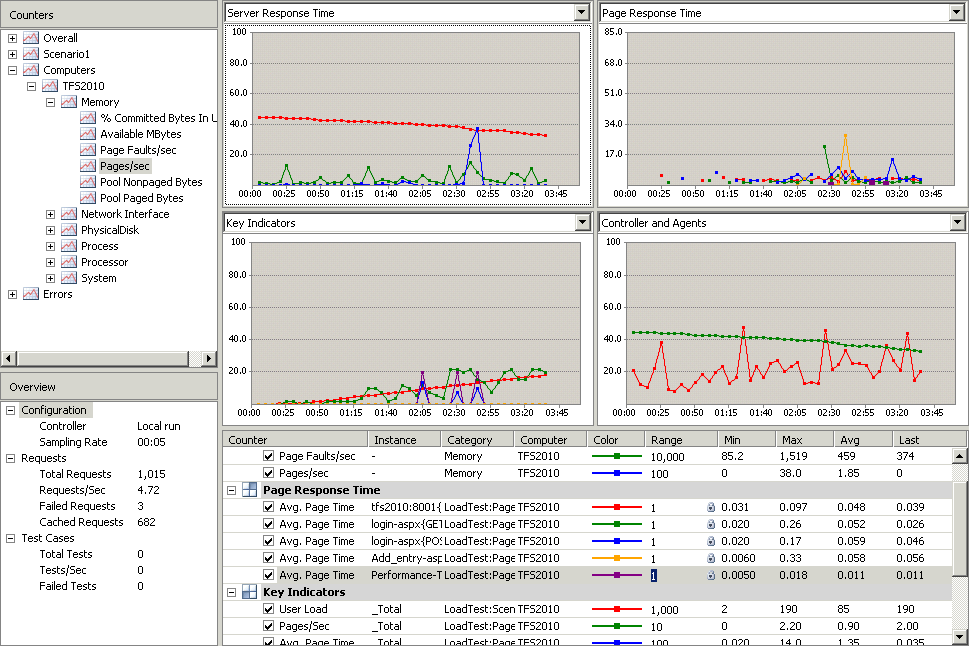 Counters
Overall
Scenario1
Computers
TFS2010
Memory
% Committed Bytes In U
Available MBytes
Page Faults/sec
Pages/sec
Pool Nonpaged Bytes
Pool Paged Bytes
Network Interface
PhysicalDisk
Process
Processor
System
Errors
Overview
Configuration
Controller Local run
Sampling Rate 00:05
Requests
Total Requests 1,015
Requests/Sec 4.72
Failed Requests 3
Cached Requests 682
Test Cases
Total Tests 0
Tests/Sec 0
Failed Tests 0
Server Response Time
100
80.0
60.0
40.0
20.0
00:00 00:25 00:50 01:15 01:40 02:05 02:30 02:55 03:20 03:45
Page Response Time
85.0
68.0
51.0
34.0
17.0
00:00 00:25 00:50 01:15 01:40 02:05 02:30 02:55 03:20 03:45
Key Indicators
100
80.0
60.0
40.0
20.0
00:00 00:25 00:50 01:15 01:40 02:05 02:30 02:55 03:20 03:45
Controller and Agents
100
80.0
60.0
40.0
20.0
00:00 00:25 00:50 01:15 01:40 02:05 02:30 02:55 03:20 03:45
Counter Instance Category Computer Color Range Min Max Avg Last
Page Faults/sec - Memory TFS2010 10,000 85.2 1,519 459 374
Pages/sec - Memory TFS2010 100 0 38.0 1.85 0
Page Response Time
Avg. Page Time tfs2010:8001{ LoadTest:Page TFS2010 1 0.031 0.097 0.048 0.039
Avg. Page Time login-aspx{GET LoadTest:Page TFS2010 1 0.020 0.26 0.052 0.026
Avg. Page Time login-aspx{POS LoadTest:Page TFS2010 1 0.020 0.17 0.059 0.046
Avg. Page Time Add_entry-asp LoadTest:Page TFS2010 1 0.0060 0.33 0.058 0.056
Avg. Page Time Performance-T LoadTest:Page TFS2010 1 0.0050 0.018 0.011 0.011
Key Indicators
User Load _Total LoadTest:Scen TFS2010 1,000 2 190 85 190
Pages/Sec _Total LoadTest:Page TFS2010 10 0 2.20 0.90 2.00
Avg. Page Time _Total LoadTest:Page TFS2010 100 0.020 14.0 1.35 0.035